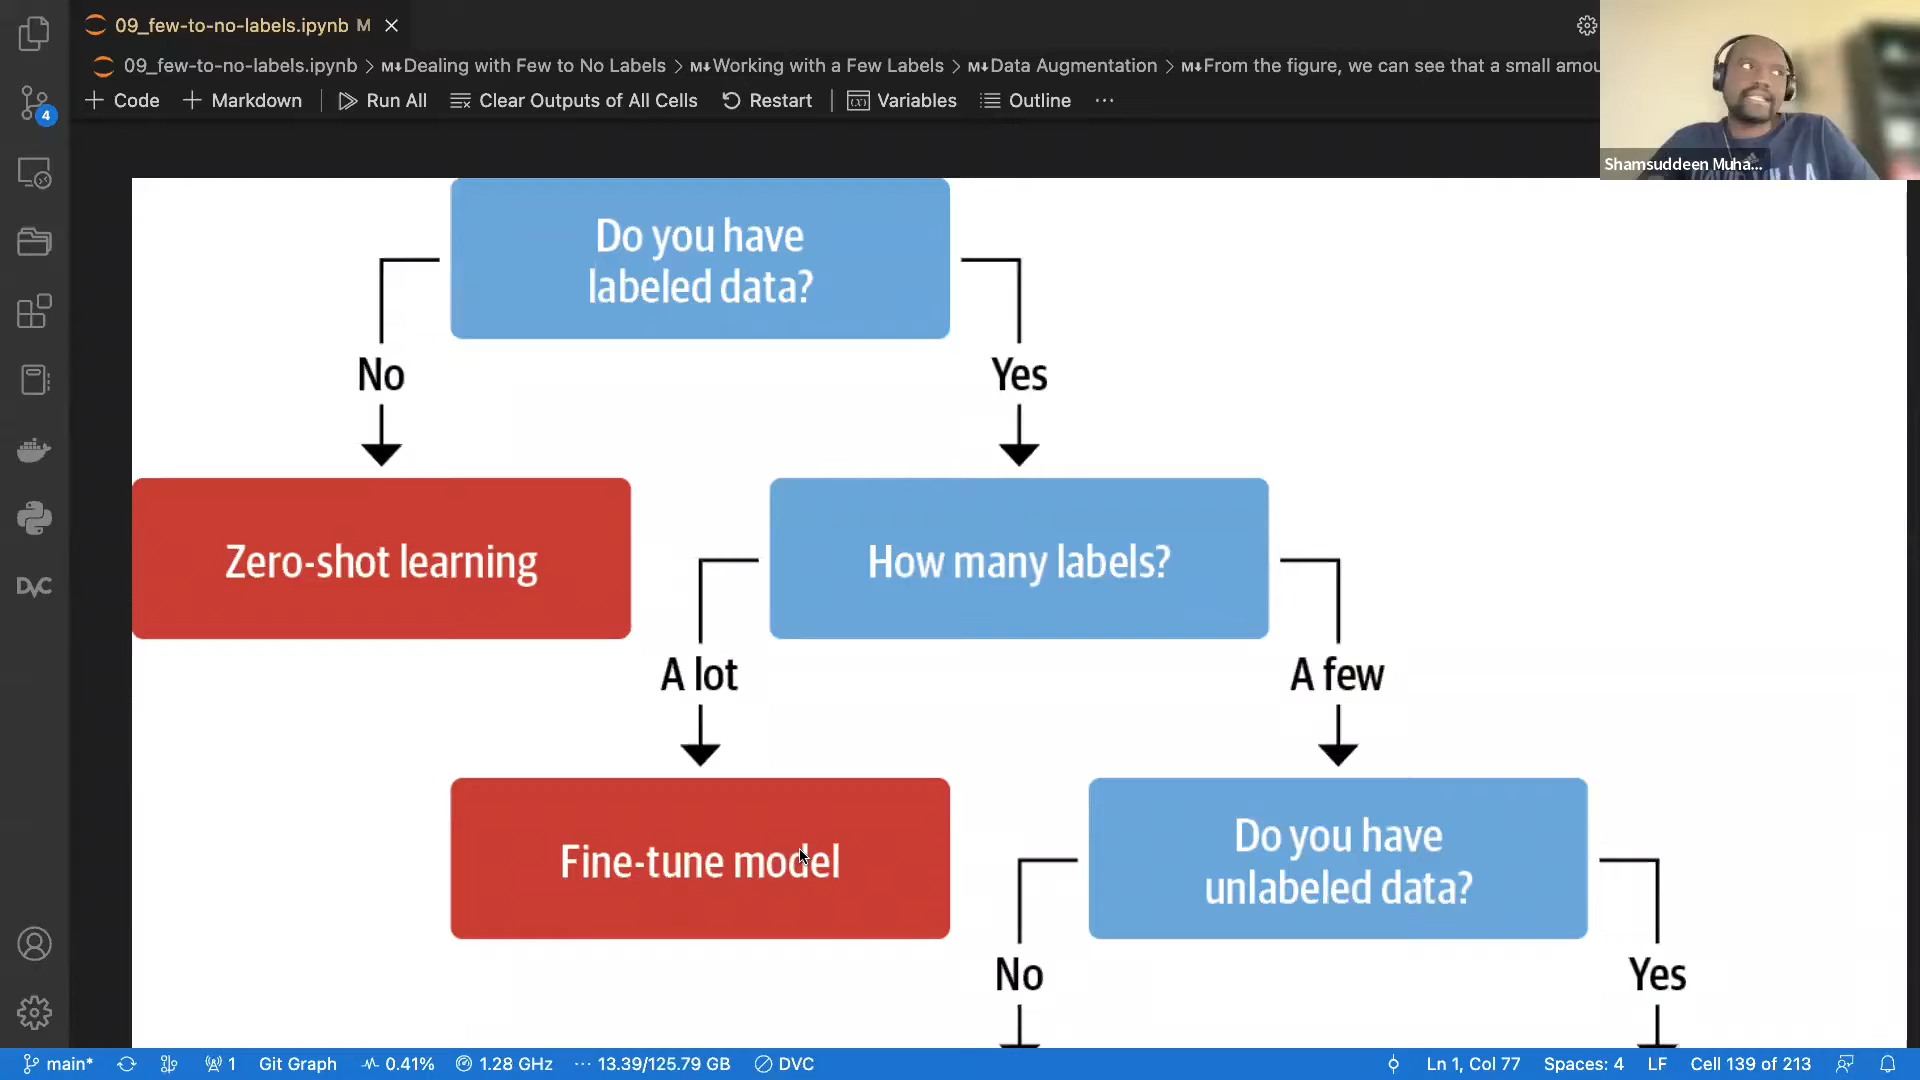 09_few-to-no-labels.ipynb M
09_few-to-no-labels.ipynb > M↓Dealing with Few to No Labels > M↓Working with a Few Labels > M↓Data Augmentation > M↓From the figure, we can see that a small amou
Code Markdown Run All Clear Outputs of All Cells Restart Variables Outline ...
Shamsuddeen Muha...
4
Do you have
labeled data?
No
Yes
Zero-shot learning
How many labels?
A lot
A few
Fine-tune model
Do you have
unlabeled data?
No
Yes
DVC
main* 1 Git Graph 0.41% 1.28 GHz 13.39/125.79 GB DVC Ln 1, Col 77 Spaces: 4 LF Cell 139 of 213